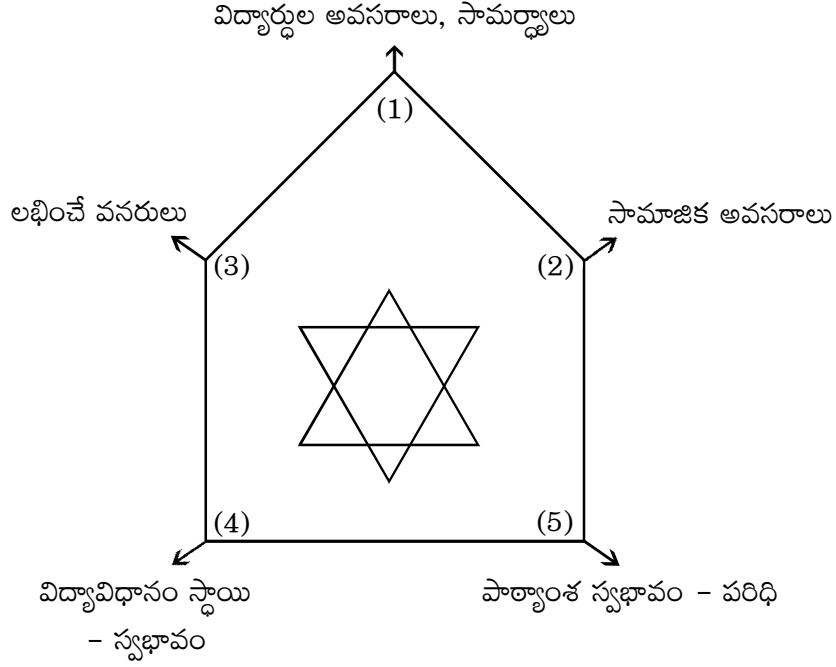 విద్యార్ధుల అవసరాలు, సామర్ధ్యాలు
(1)
లభించే వనరులు
సామాజిక అవసరాలు
(3)
(2)
(4)
(5)
విద్యావిధానం స్థాయి
– స్వభావం
పాఠ్యాంశ స్వభావం – పరిధి